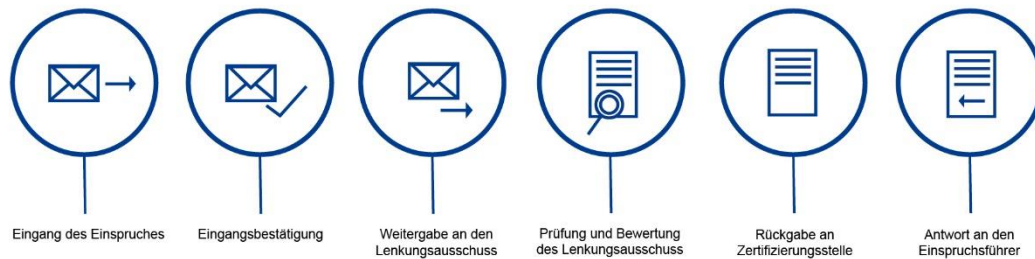 Eingang des Einspruches
Eingangsbestätigung
Weitergabe an den
Lenkungsausschuss
Prüfung und Bewertung
des Lenkungsausschuss
Rückgabe an
Zertifizierungsstelle
Antwort an den
Einspruchsführer